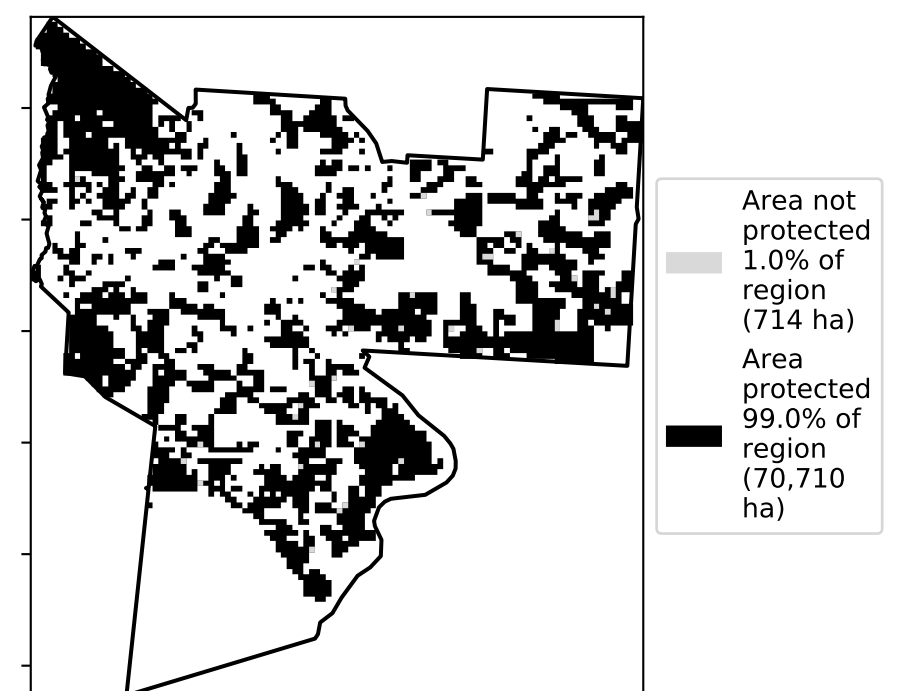 Area not
protected
1.0% of
region
(714 ha)
Area
protected
99.0% of
region
(70,710
ha)